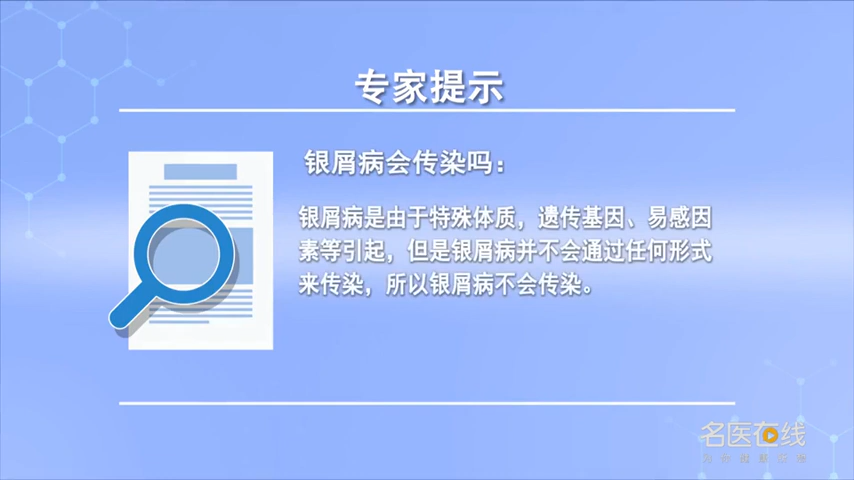 专家提示
银屑病会传染吗：
银屑病是由于特殊体质，遗传基因、易感因
素等引起，但是银屑病并不会通过任何形式
来传染，所以银屑病不会传染。
名医在线